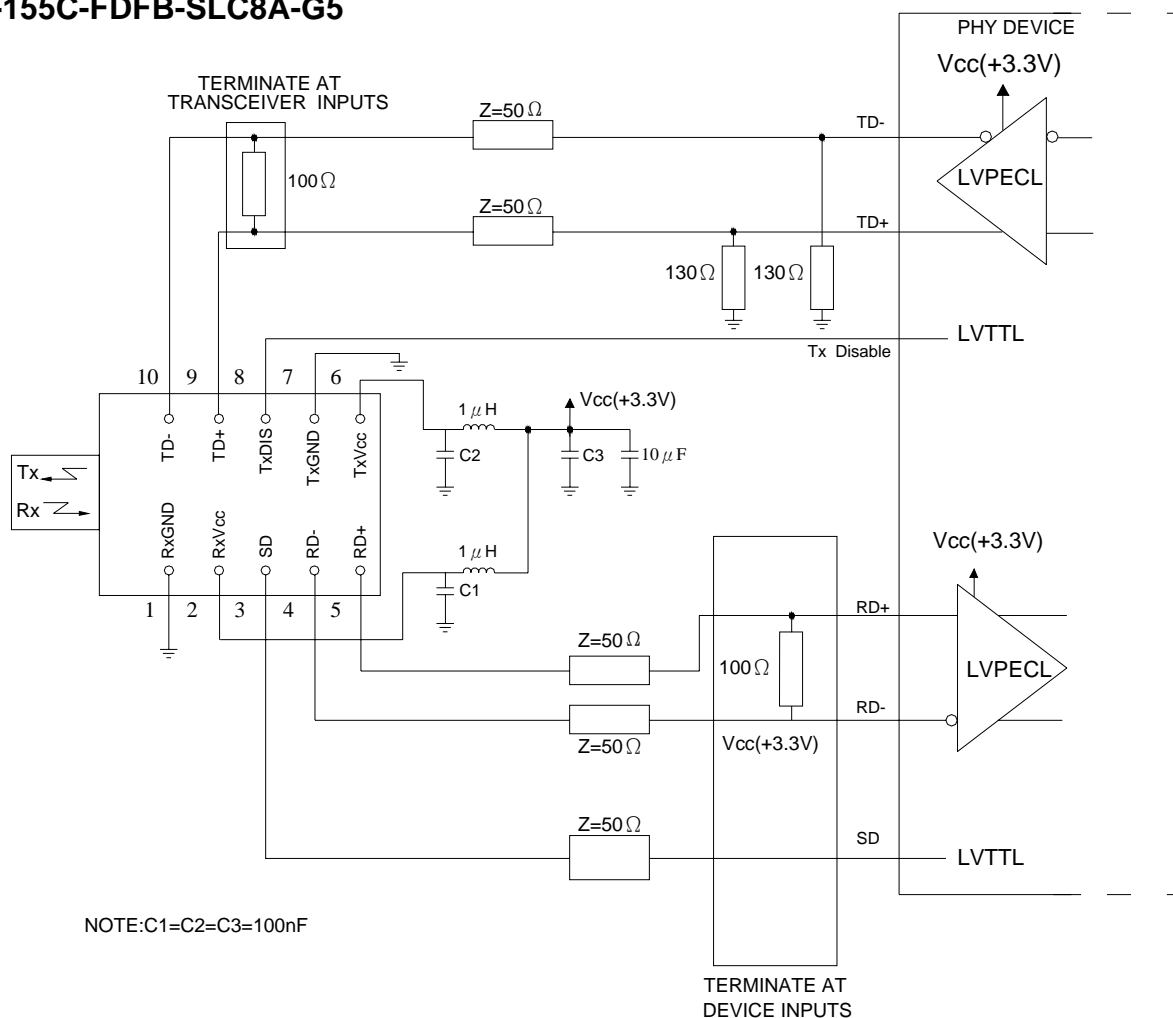 -155C-FDFB-SLC8A-G5
PHY DEVICE
Vcc(+3.3V)
TERMINATE AT
TRANSCEIVER INPUTS
Z=50Ω
TD-
LVPECL
100Ω
Z=50Ω
TD+
130Ω
130Ω
LVTTL
Tx Disable
10 9 8 7 6
TD-
TD+
TxDIS
TxGND
TxVcc
1μH
Vcc(+3.3V)
C2
C3
10μF
Tx
Rx
RxGND
RxVcc
SD
RD-
RD+
1μH
C1
1 2 3 4 5
Vcc(+3.3V)
RD+
Z=50Ω
100Ω
LVPECL
RD-
Z=50Ω
Vcc(+3.3V)
Z=50Ω
SD
LVTTL
NOTE:C1=C2=C3=100nF
TERMINATE AT
DEVICE INPUTS